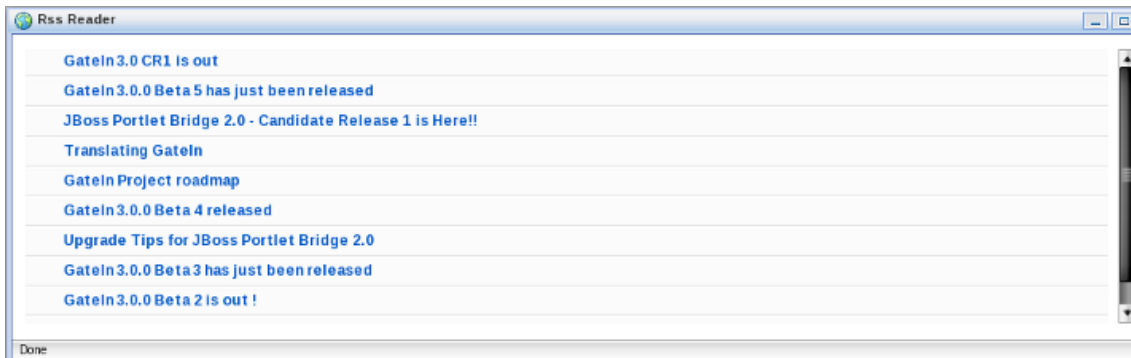 Rss Reader
GateIn 3.0 CR1 is out
GateIn 3.0.0 Beta 5 has just been released
JBoss Portlet Bridge 2.0 - Candidate Release 1 is Here!!
Translating GateIn
GateIn Project roadmap
GateIn 3.0.0 Beta 4 released
Upgrade Tips for JBoss Portlet Bridge 2.0
GateIn 3.0.0 Beta 3 has just been released
GateIn 3.0.0 Beta 2 is out !
Done